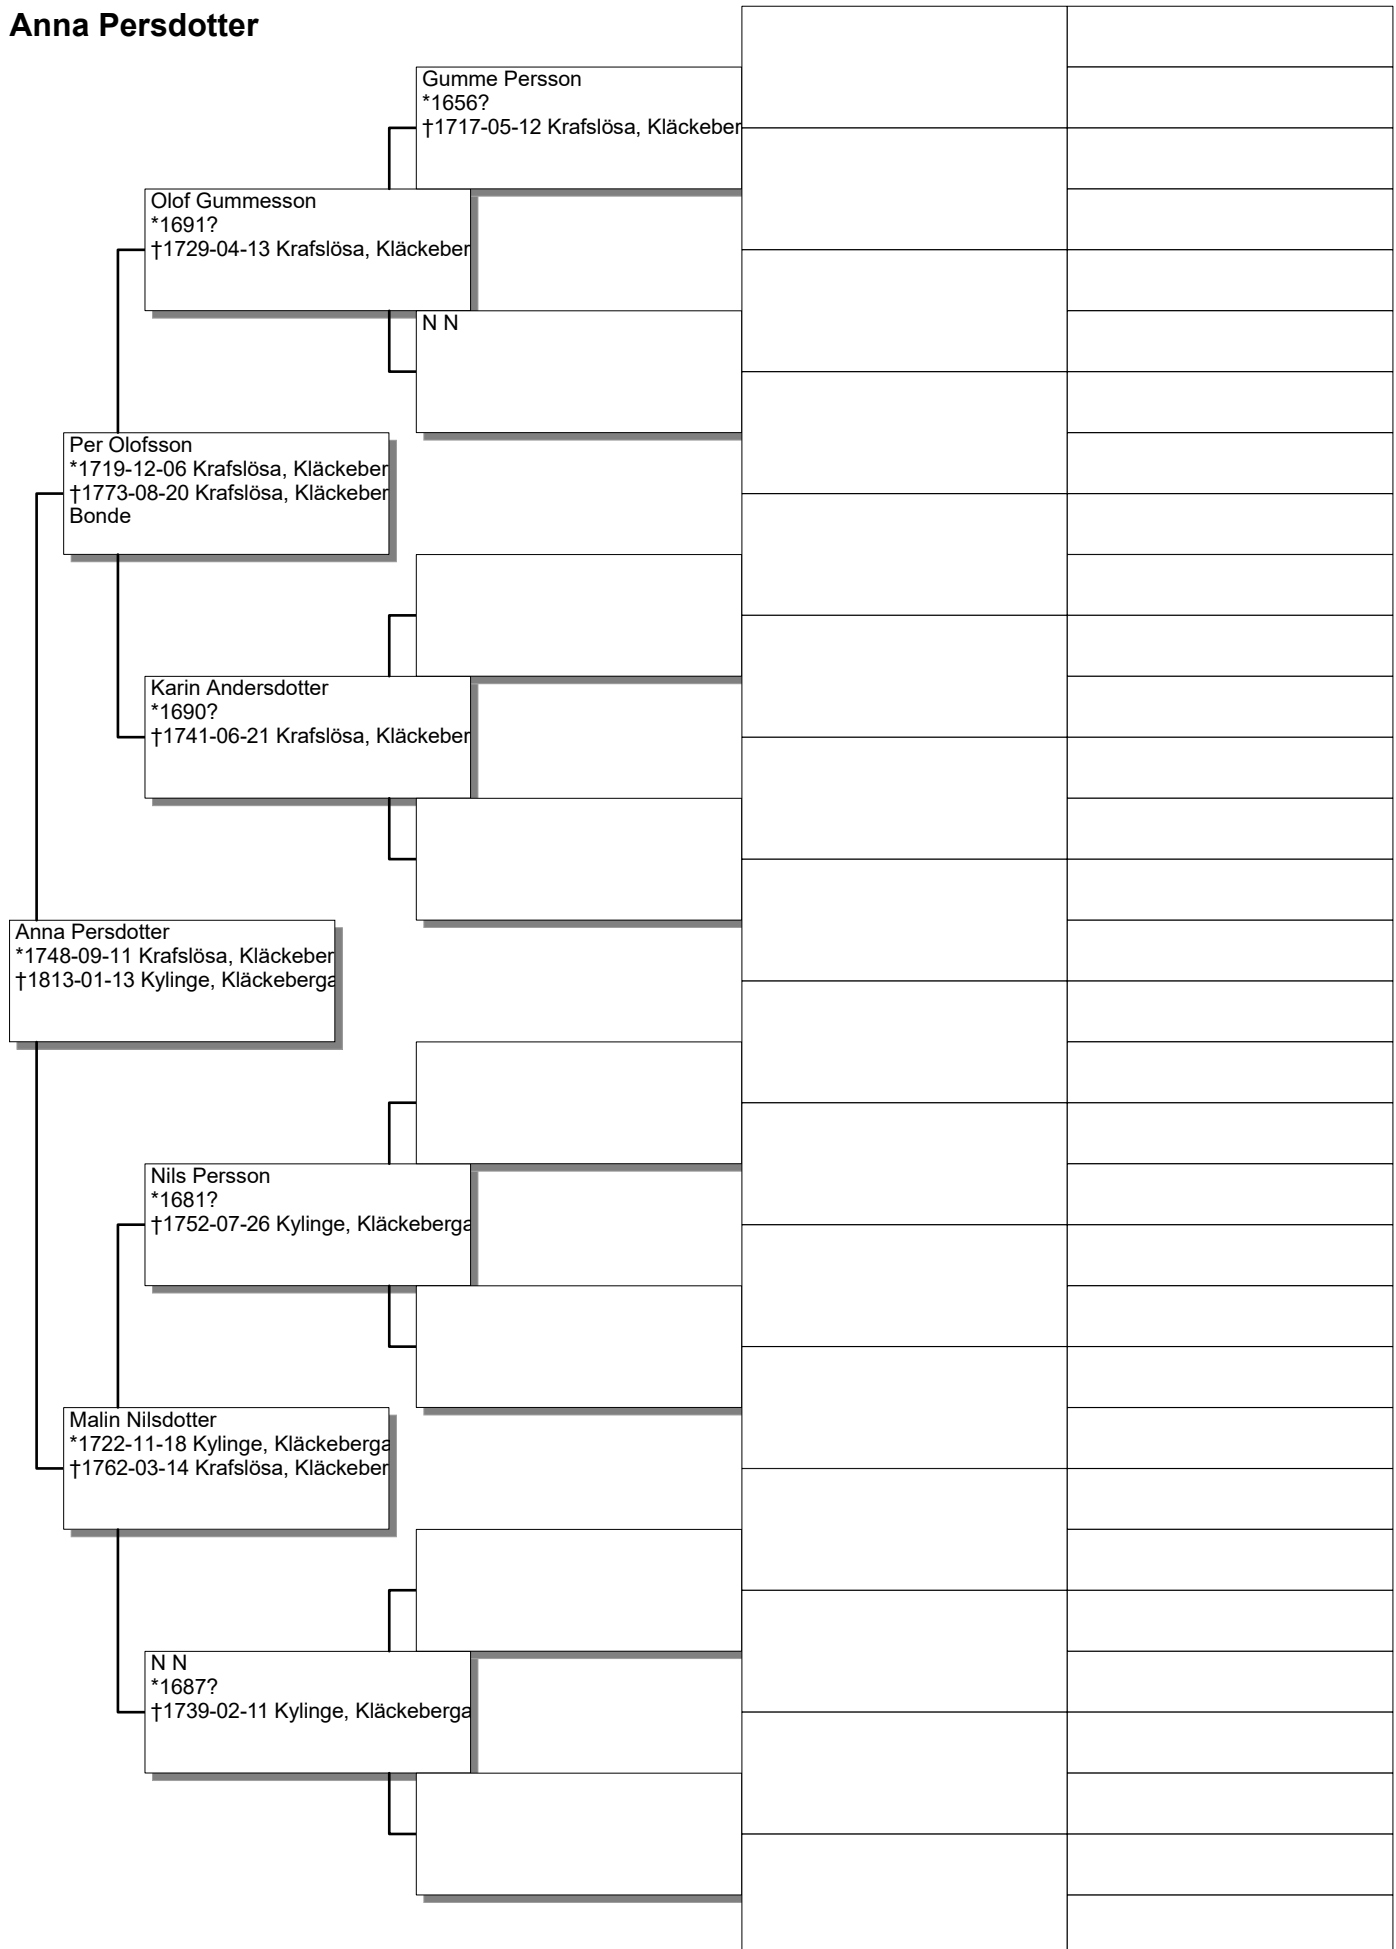 Anna Persdotter
Gumme Persson
*1656?
†1717-05-12 Krafslösa, Kläckeber
Olof Gummesson
*1691?
†1729-04-13 Krafslösa, Kläckeber
N N
Per Olofsson
*1719-12-06 Krafslösa, Kläckeber
†1773-08-20 Krafslösa, Kläckeber
Bonde
Karin Andersdotter
*1690?
†1741-06-21 Krafslösa, Kläckeber
Anna Persdotter
*1748-09-11 Krafslösa, Kläckeber
†1813-01-13 Kylinge, Kläckeberga
Nils Persson
*1681?
†1752-07-26 Kylinge, Kläckeberga
Malin Nilsdotter
*1722-11-18 Kylinge, Kläckeberga
†1762-03-14 Krafslösa, Kläckeber
N N
*1687?
†1739-02-11 Kylinge, Kläckeberga